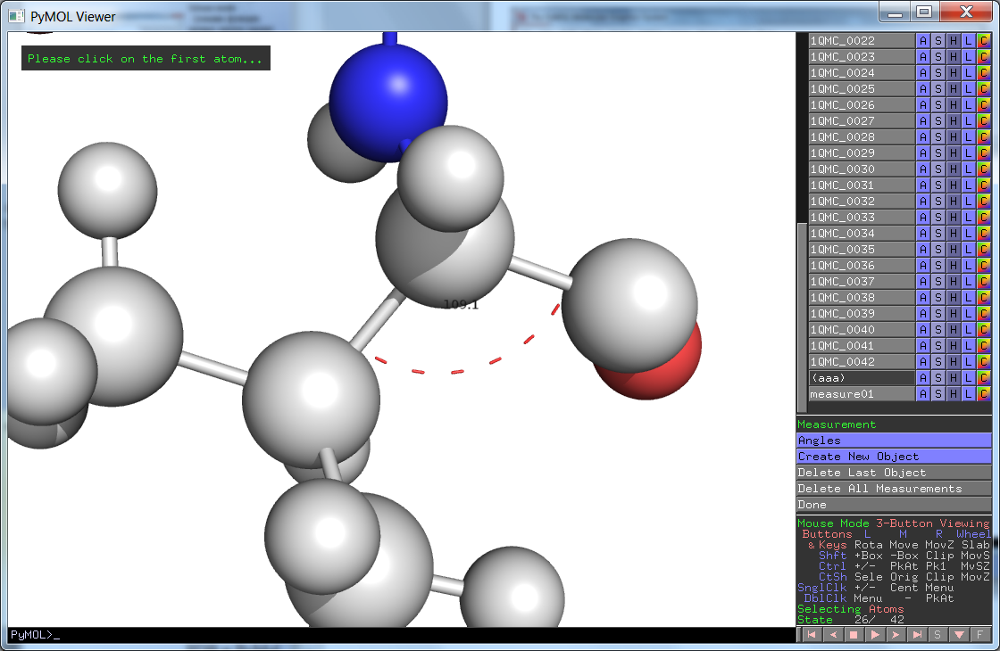 PyMOL Viewer
Please click on the first atom...
109.1
1QMC_0022 A S H L C
1QMC_0023 A S H L C
1QMC_0024 A S H L C
1QMC_0025 A S H L C
1QMC_0026 A S H L C
1QMC_0027 A S H L C
1QMC_0028 A S H L C
1QMC_0029 A S H L C
1QMC_0030 A S H L C
1QMC_0031 A S H L C
1QMC_0032 A S H L C
1QMC_0033 A S H L C
1QMC_0034 A S H L C
1QMC_0035 A S H L C
1QMC_0036 A S H L C
1QMC_0037 A S H L C
1QMC_0038 A S H L C
1QMC_0039 A S H L C
1QMC_0040 A S H L C
1QMC_0041 A S H L C
1QMC_0042 A S H L C
(aaa) A S H L C
measure01 A S H L C
Measurement
Angles
Create New Object
Delete Last Object
Delete All Measurements
Done
Mouse Mode 3-Button Viewing
Buttons L M R Wheel
& Keys Rota Move MovZ Slab
Shft +Box -Box Clip MovS
Ctrl +/- PkAt Pk1 MvSZ
CtSh Sele Orig Clip MovZ
SnglClk +/- Cent Menu
DblClk Menu - PkAt
Selecting Atoms
State 26/ 42
PyMOL>_
S F